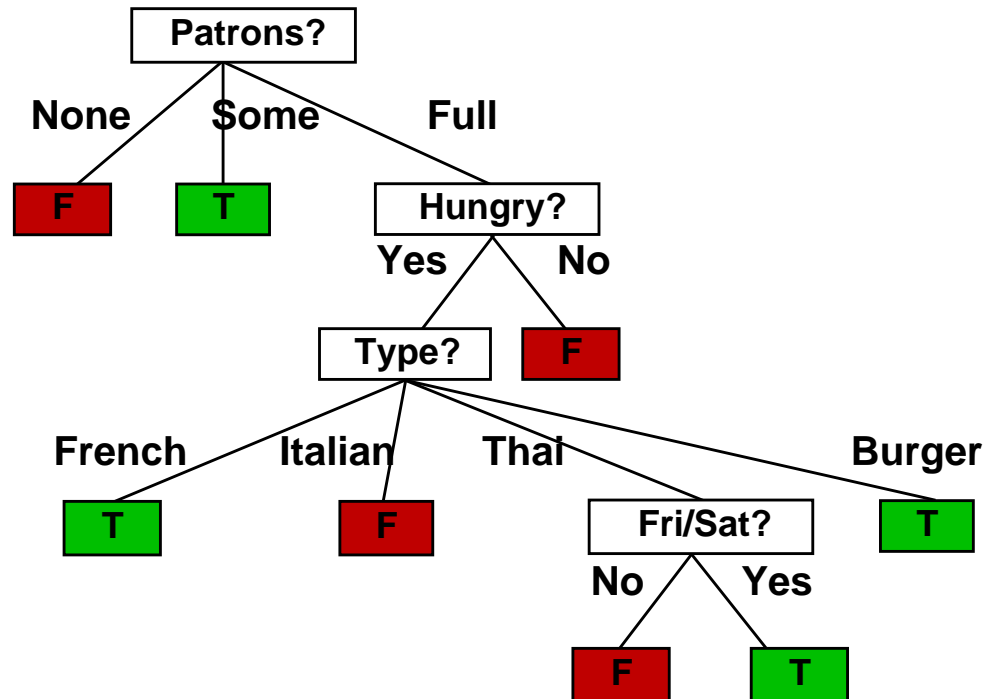 Patrons?
None Some Full
F T Hungry?
Yes No
Type? F
French Italian Thai Burger
T F Fri/Sat? T
No Yes
F T